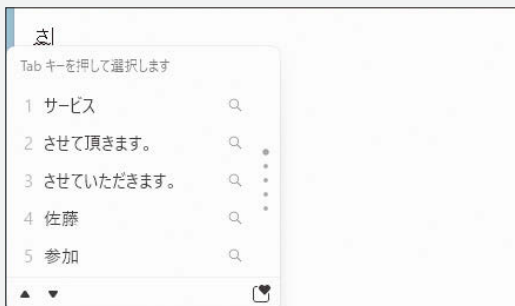 さ
Tab キーを押して選択します
1 サービス
2 させて頂きます。
3 させていただきます。
4 佐藤
5 参加